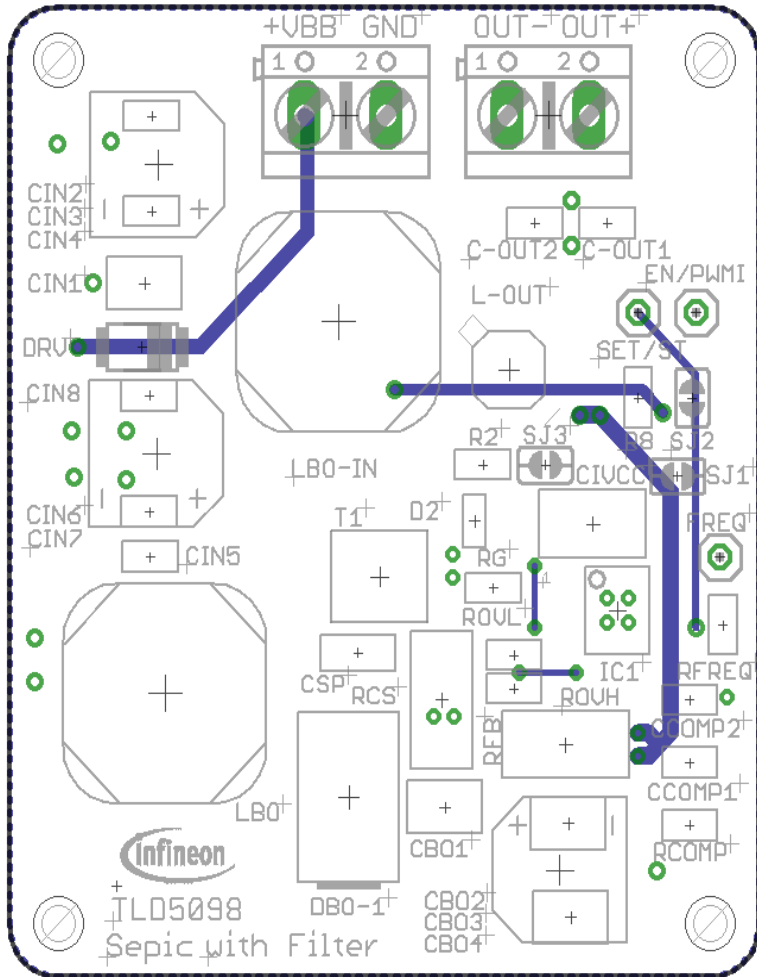 +VBB GND OUT- OUT+
1 2 1 2
CIN2
CIN3
CIN4
C-OUT2 C-OUT1
CIN1
EN/PWMI
L-OUT
DRV
SET/ST
CIN8
R2 SJ3 R8 SJ2
LBO-IN
CIVCC SJ1
CIN6
CIN7
T1 D2
FREQ
CIN5
RG
ROVL
IC1 RFREQ
CSP RCS
ROVH
RFB
CCOMP2
CCOMP1
LBO
CBO1
RCOMP
infineon
TLD5098
DBO-1
CBO2
CBO3
CBO4
Sepic with Filter